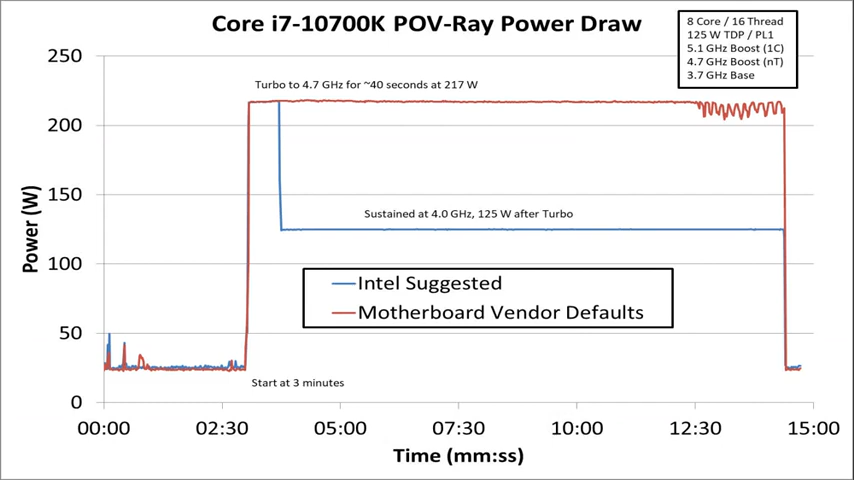 Core i7-10700K POV-Ray Power Draw
8 Core / 16 Thread
125 W TDP / PL1
5.1 GHz Boost (1C)
4.7 GHz Boost (nT)
3.7 GHz Base
250
200
150
100
50
0
Power (W)
Turbo to 4.7 GHz for ~40 seconds at 217 W
Sustained at 4.0 GHz, 125 W after Turbo
Intel Suggested
Motherboard Vendor Defaults
Start at 3 minutes
00:00
02:30
05:00
07:30
10:00
12:30
15:00
Time (mm:ss)